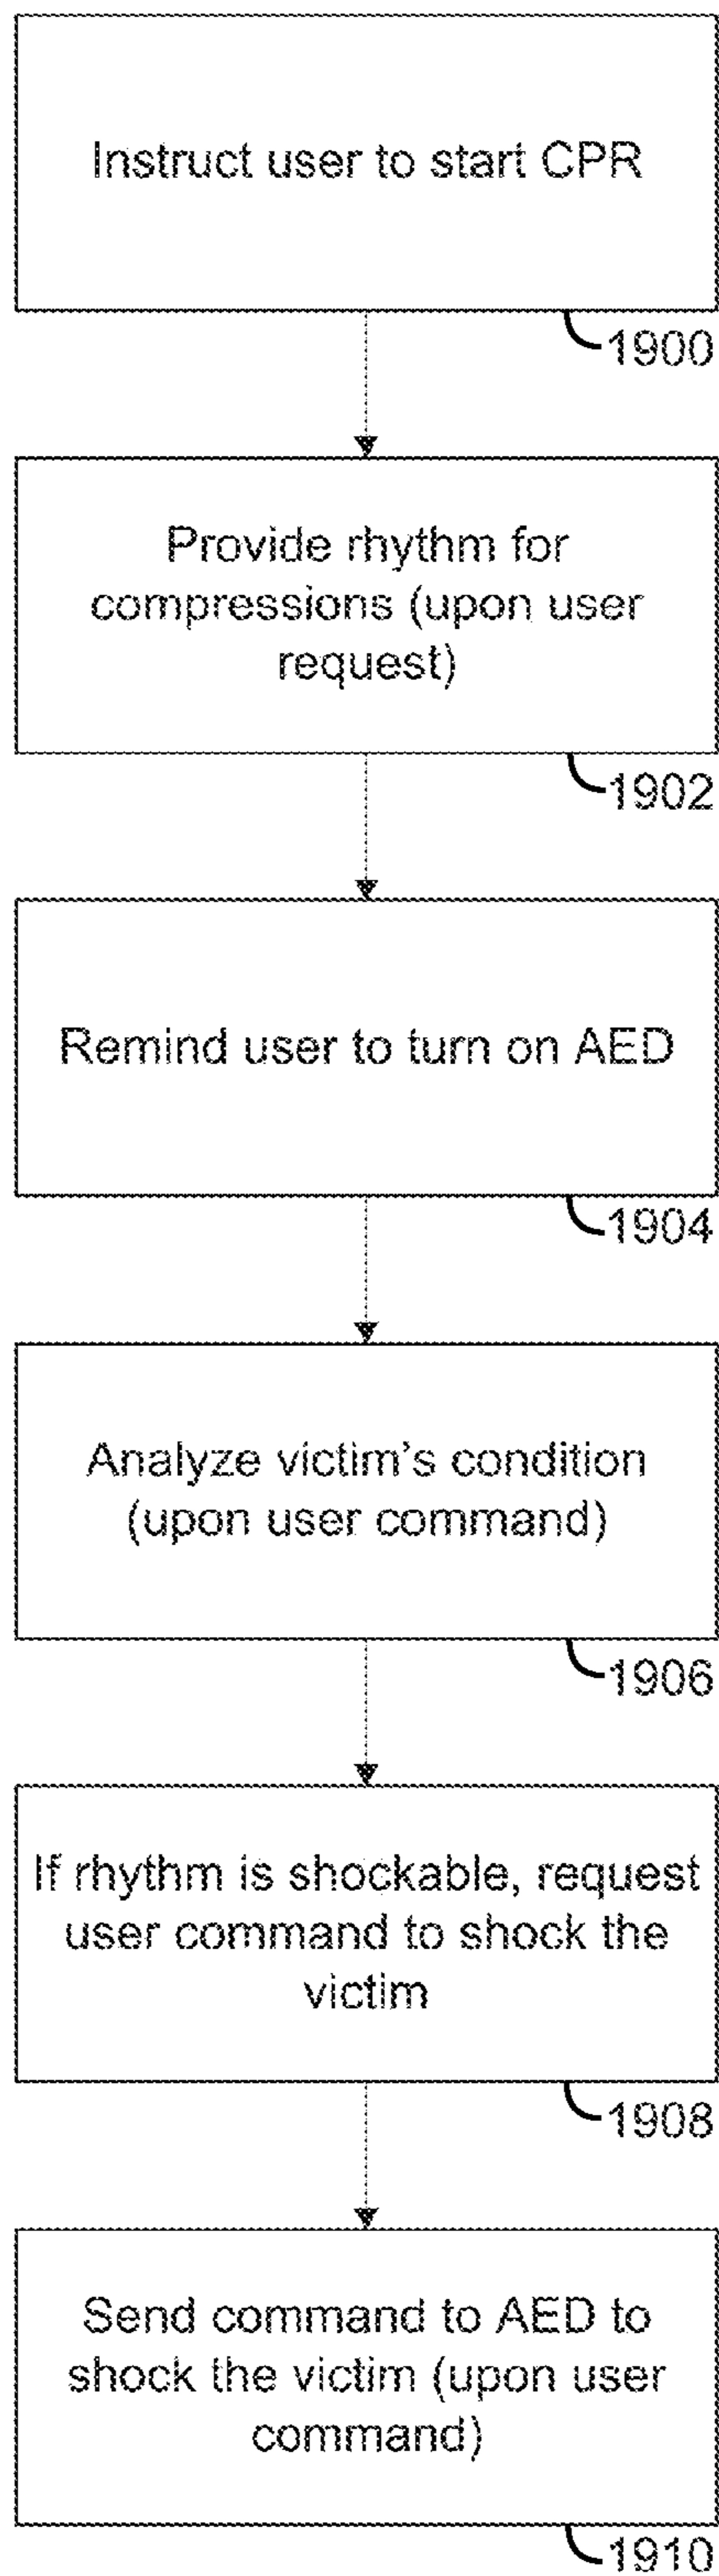 Instruct user to start CPR
1900
Provide rhythm for
compressions (upon user
request)
1902
Remind user to turn on AED
1904
Analyze victim's condition
(upon user command)
1906
If rhythm is shockable, request
user command to shock the
victim
1908
Send command to AED to
shock the victim (upon user
command)
1910